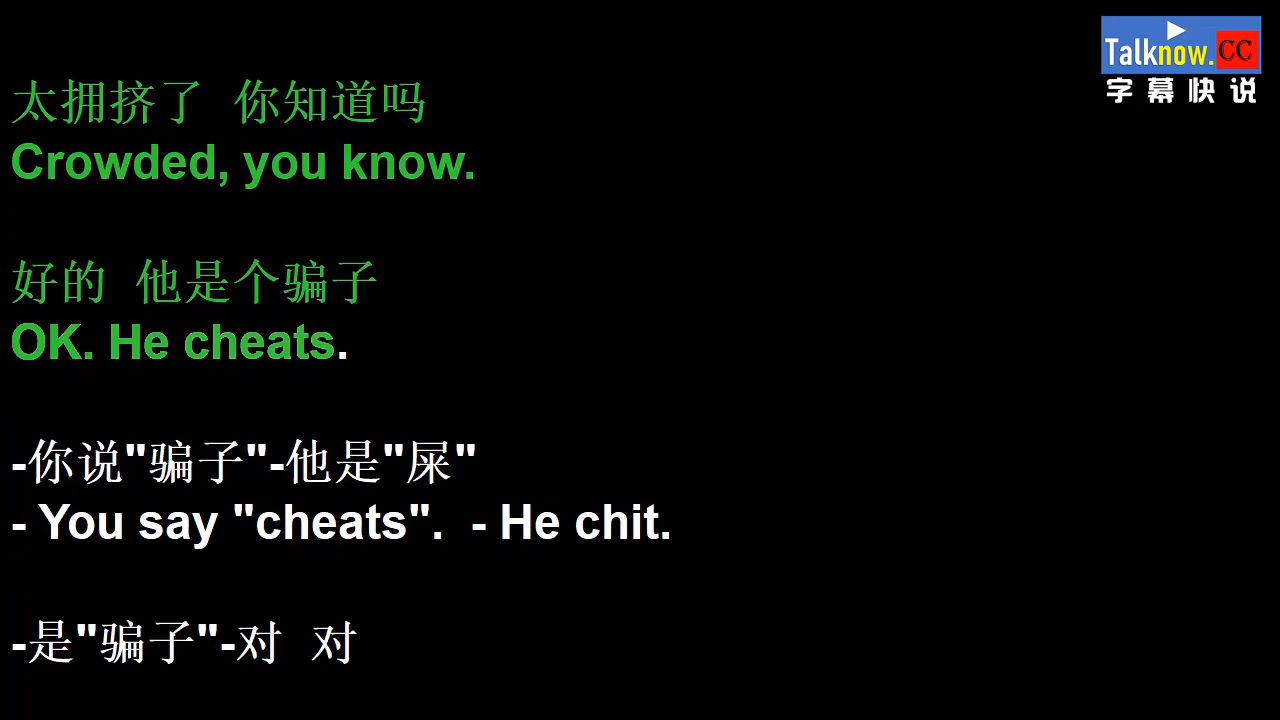 Talknow.CC
字幕快说
太拥挤了 你知道吗
Crowded, you know.
好的 他是个骗子
OK. He cheats.
-你说"骗子"-他是"屎"
- You say "cheats". - He chit.
-是"骗子"-对 对